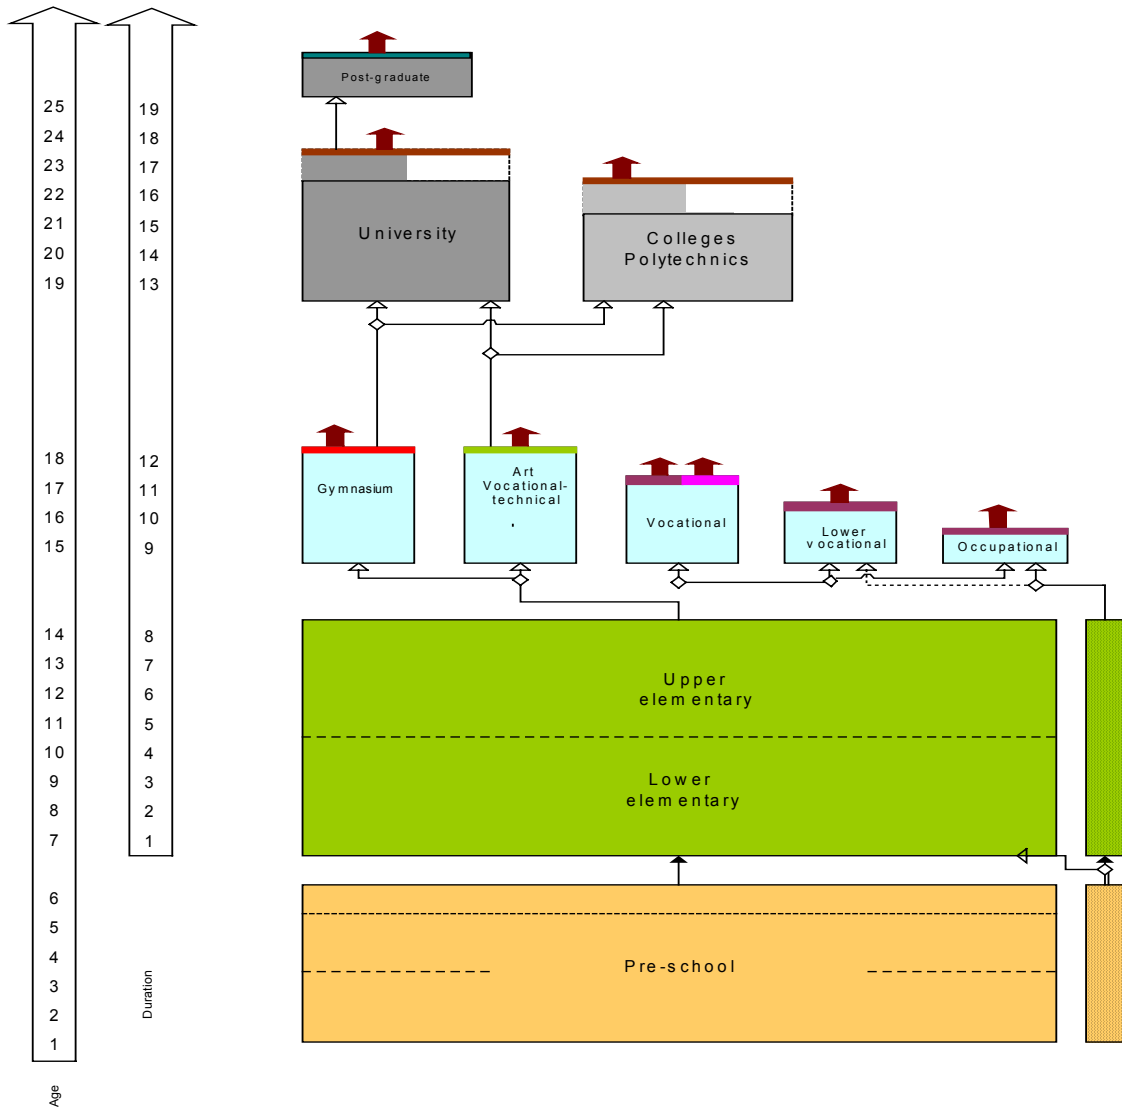 Post-graduate
25
24
23
22
21
20
19
19
18
17
16
15
14
13
University
Colleges
Polytechnics
18
17
16
15
12
11
10
9
Gymnasium
Art
Vocational-
technical
.
Vocational
Lower
vocational
Occupational
14
13
12
11
10
9
8
7
8
7
6
5
4
3
2
1
Upper
elementary
Lower
elementary
6
5
4
3
2
1
Pre-school
Duration
Age